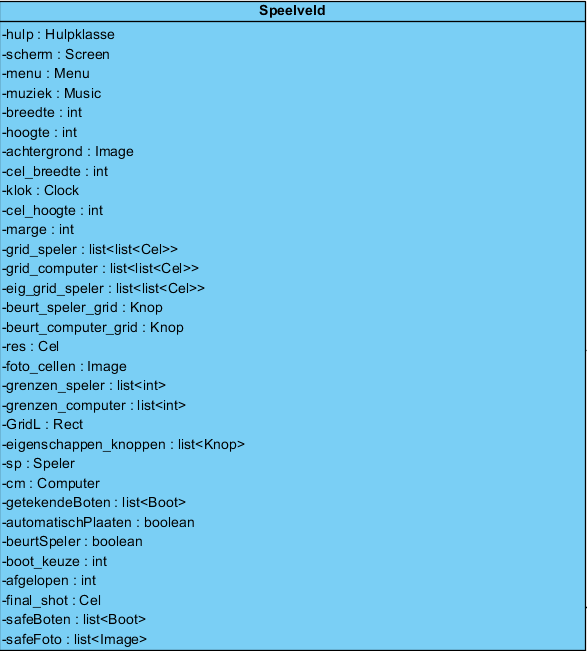 Speelveld
-hulp : Hulpklasse
-scherm : Screen
-menu : Menu
-muziek : Music
-breedte : int
-hoogte : int
-achtergrond : Image
-cel_breedte : int
-klok : Clock
-cel_hoogte : int
-marge : int
-grid_speler : list<list<Cel>>
-grid_computer : list<list<Cel>>
-eig_grid_speler : list<list<Cel>>
-beurt_speler_grid : Knop
-beurt_computer_grid : Knop
-res : Cel
-foto_cellen : Image
-grenzen_speler : list<int>
-grenzen_computer : list<int>
-GridL : Rect
-eigenschappen_knoppen : list<Knop>
-sp : Speler
-cm : Computer
-getekendeBoten : list<Boot>
-automatischPlaaten : boolean
-beurtSpeler : boolean
-boot_keuze : int
-afgelopen : int
-final_shot : Cel
-safeBoten : list<Boot>
-safeFoto : list<Image>